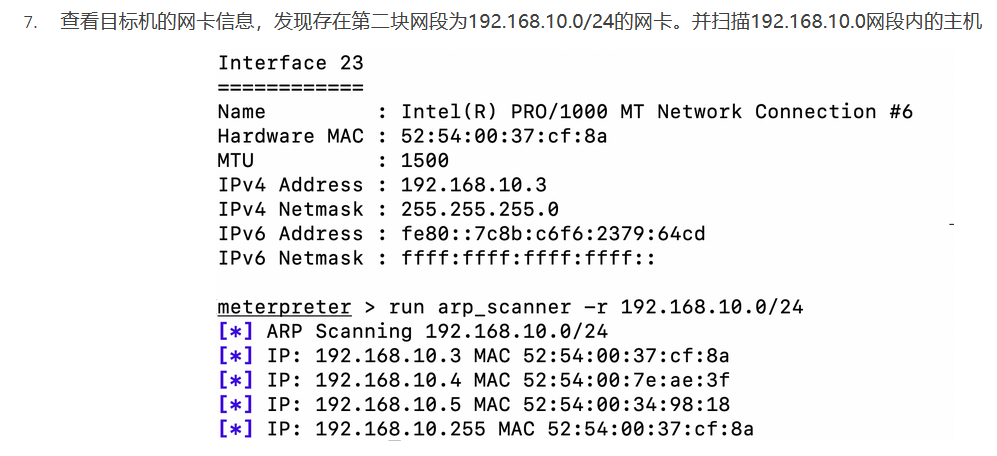 7. 查看目标机的网卡信息，发现存在第二块网段为192.168.10.0/24的网卡。并扫描192.168.10.0网段内的主机
Interface 23
============
Name         : Intel(R) PRO/1000 MT Network Connection #6
Hardware MAC : 52:54:00:37:cf:8a
MTU          : 1500
IPv4 Address : 192.168.10.3
IPv4 Netmask : 255.255.255.0
IPv6 Address : fe80::7c8b:c6f6:2379:64cd
IPv6 Netmask : ffff:ffff:ffff:ffff::
meterpreter > run arp_scanner -r 192.168.10.0/24
[*] ARP Scanning 192.168.10.0/24
[*] IP: 192.168.10.3 MAC 52:54:00:37:cf:8a
[*] IP: 192.168.10.4 MAC 52:54:00:7e:ae:3f
[*] IP: 192.168.10.5 MAC 52:54:00:34:98:18
[*] IP: 192.168.10.255 MAC 52:54:00:37:cf:8a